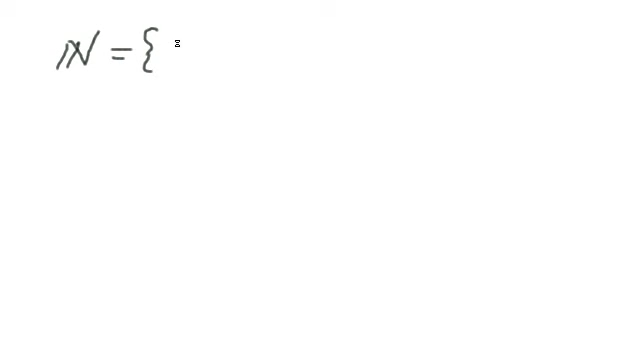 ℕ = {